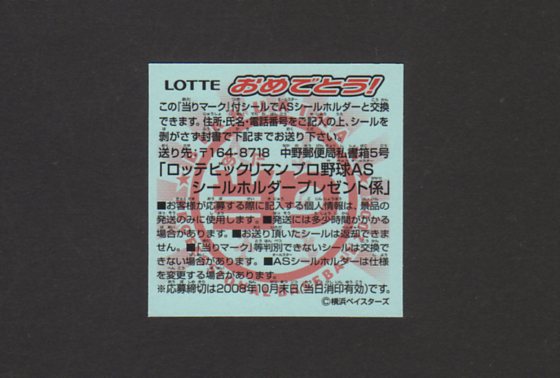 LOTTE おめでとう!
この『当りマーク』付シールでASシールホルダーと交換
できます。住所・氏名・電話番号をご記入の上、シールを
剥がさず封書で下記までお送り下さい。
送り先:〒164-8718 中野郵便局私書箱5号
「ロッテビックリマンプロ野球AS
シールホルダープレゼント係」
■お客様が応募する際に記入する個人情報は、景品の
発送のみに使用します。■発送には多少時間がかかる
場合があります。■お送り頂いたシールは返却できま
せん。■「当りマーク」等判別できないシールは交換で
きない場合があります。■ASシールホルダーは仕様
を変更する場合があります。
※応募締切は2008年10月末日(当日消印有効)です。
©横浜ベイスターズ